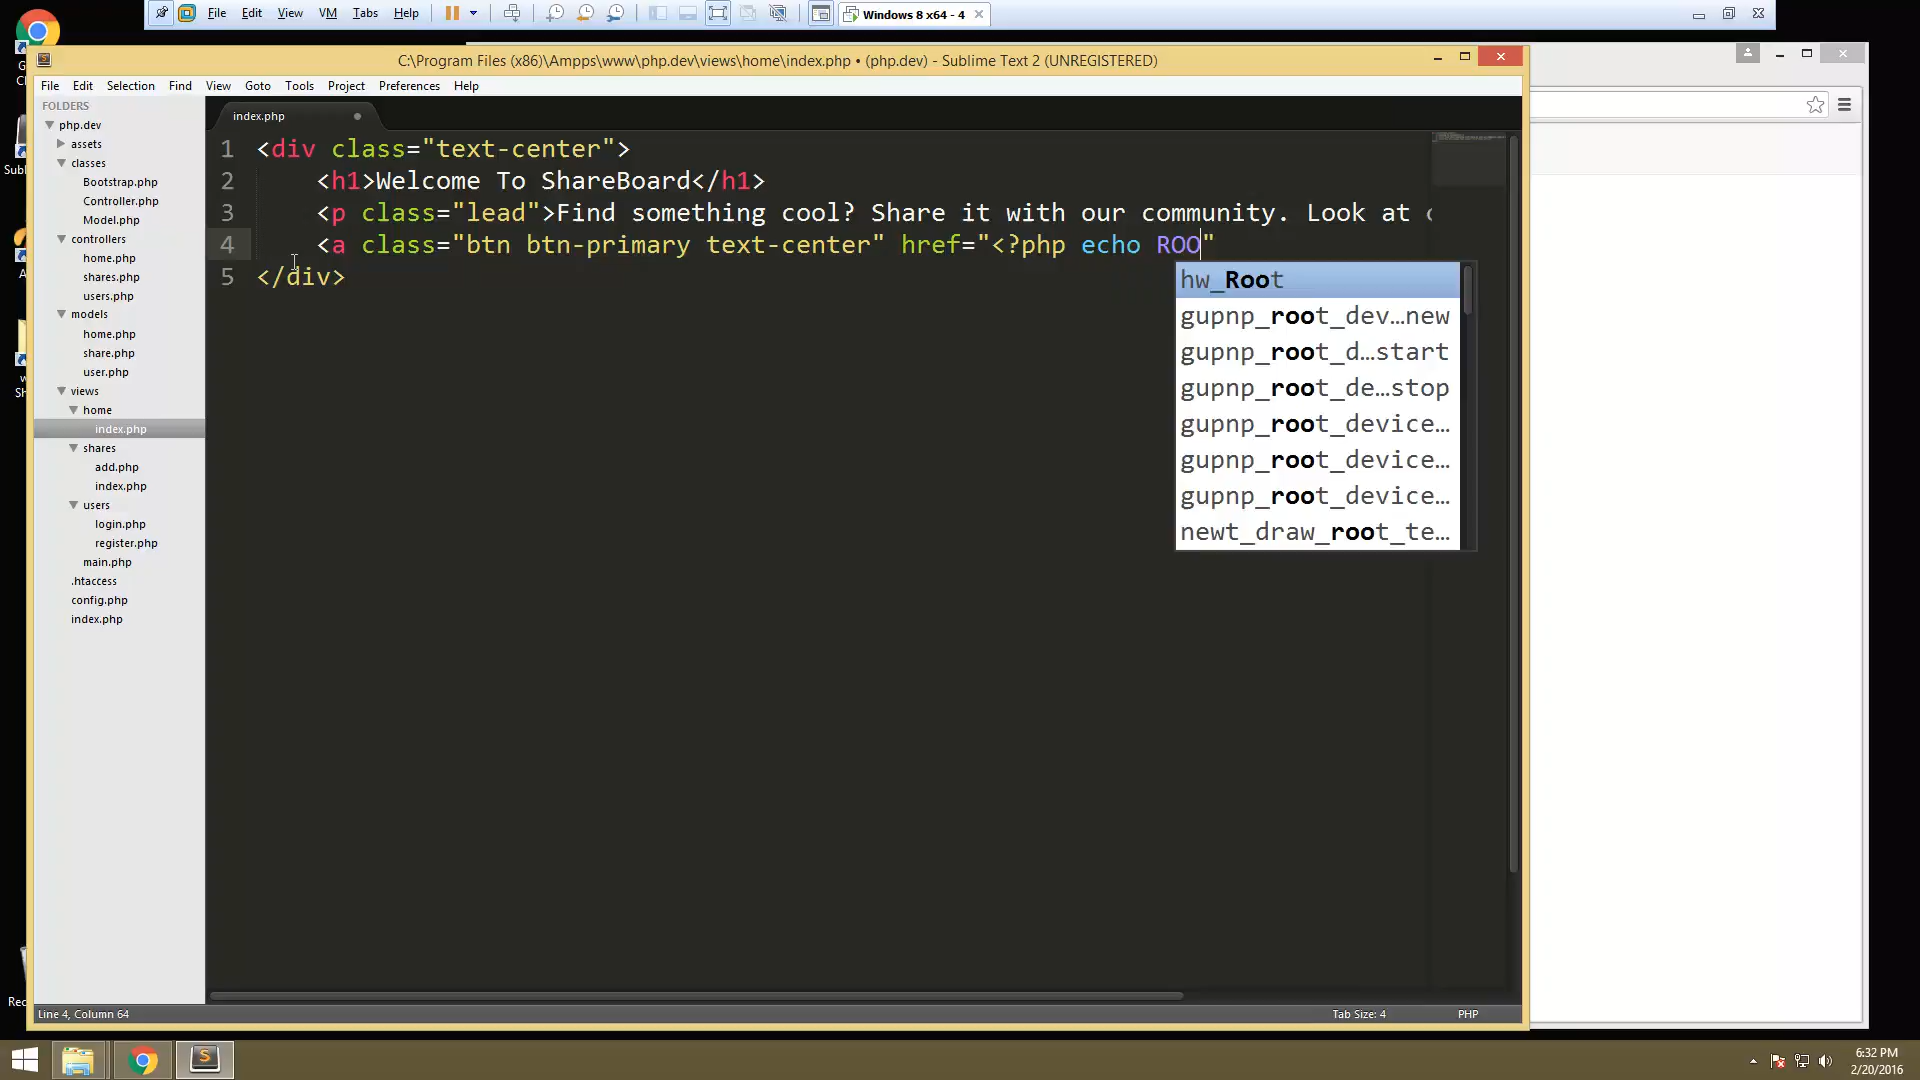 File Edit View VM Tabs Help
Windows 8 x64 - 4
C:\Program Files (x86)\Ampps\www\php.dev\views\home\index.php • (php.dev) - Sublime Text 2 (UNREGISTERED)
File Edit Selection Find View Goto Tools Project Preferences Help
FOLDERS
php.dev
assets
classes
Bootstrap.php
Controller.php
Model.php
controllers
home.php
shares.php
users.php
models
home.php
share.php
user.php
views
home
index.php
shares
add.php
index.php
users
login.php
register.php
main.php
.htaccess
config.php
index.php
index.php
1 <div class="text-center">
2 <h1>Welcome To ShareBoard</h1>
3 <p class="lead">Find something cool? Share it with our community. Look at
4 <a class="btn btn-primary text-center" href="<?php echo ROO"
5 </div>
hw_Root
gupnp_root_dev…new
gupnp_root_d…start
gupnp_root_de…stop
gupnp_root_device…
gupnp_root_device…
gupnp_root_device…
newt_draw_root_te…
Line 4, Column 64
Tab Size: 4
PHP
6:32 PM
2/20/2016